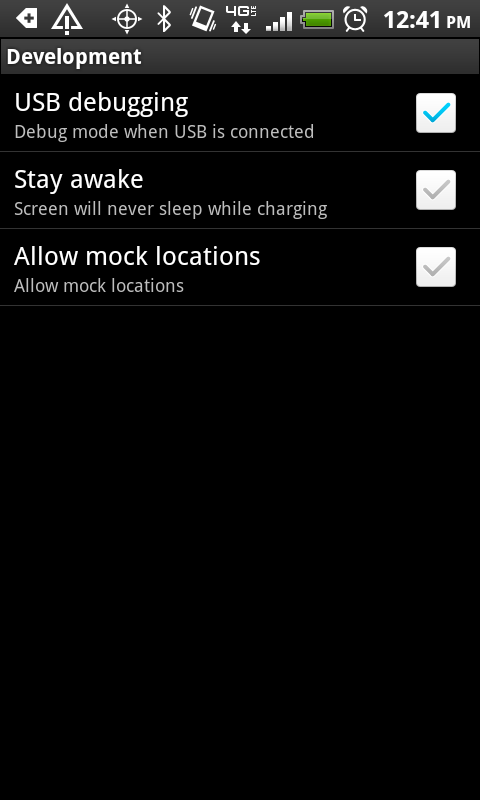 4G LTE 12:41 PM
Development
USB debugging
Debug mode when USB is connected
Stay awake
Screen will never sleep while charging
Allow mock locations
Allow mock locations